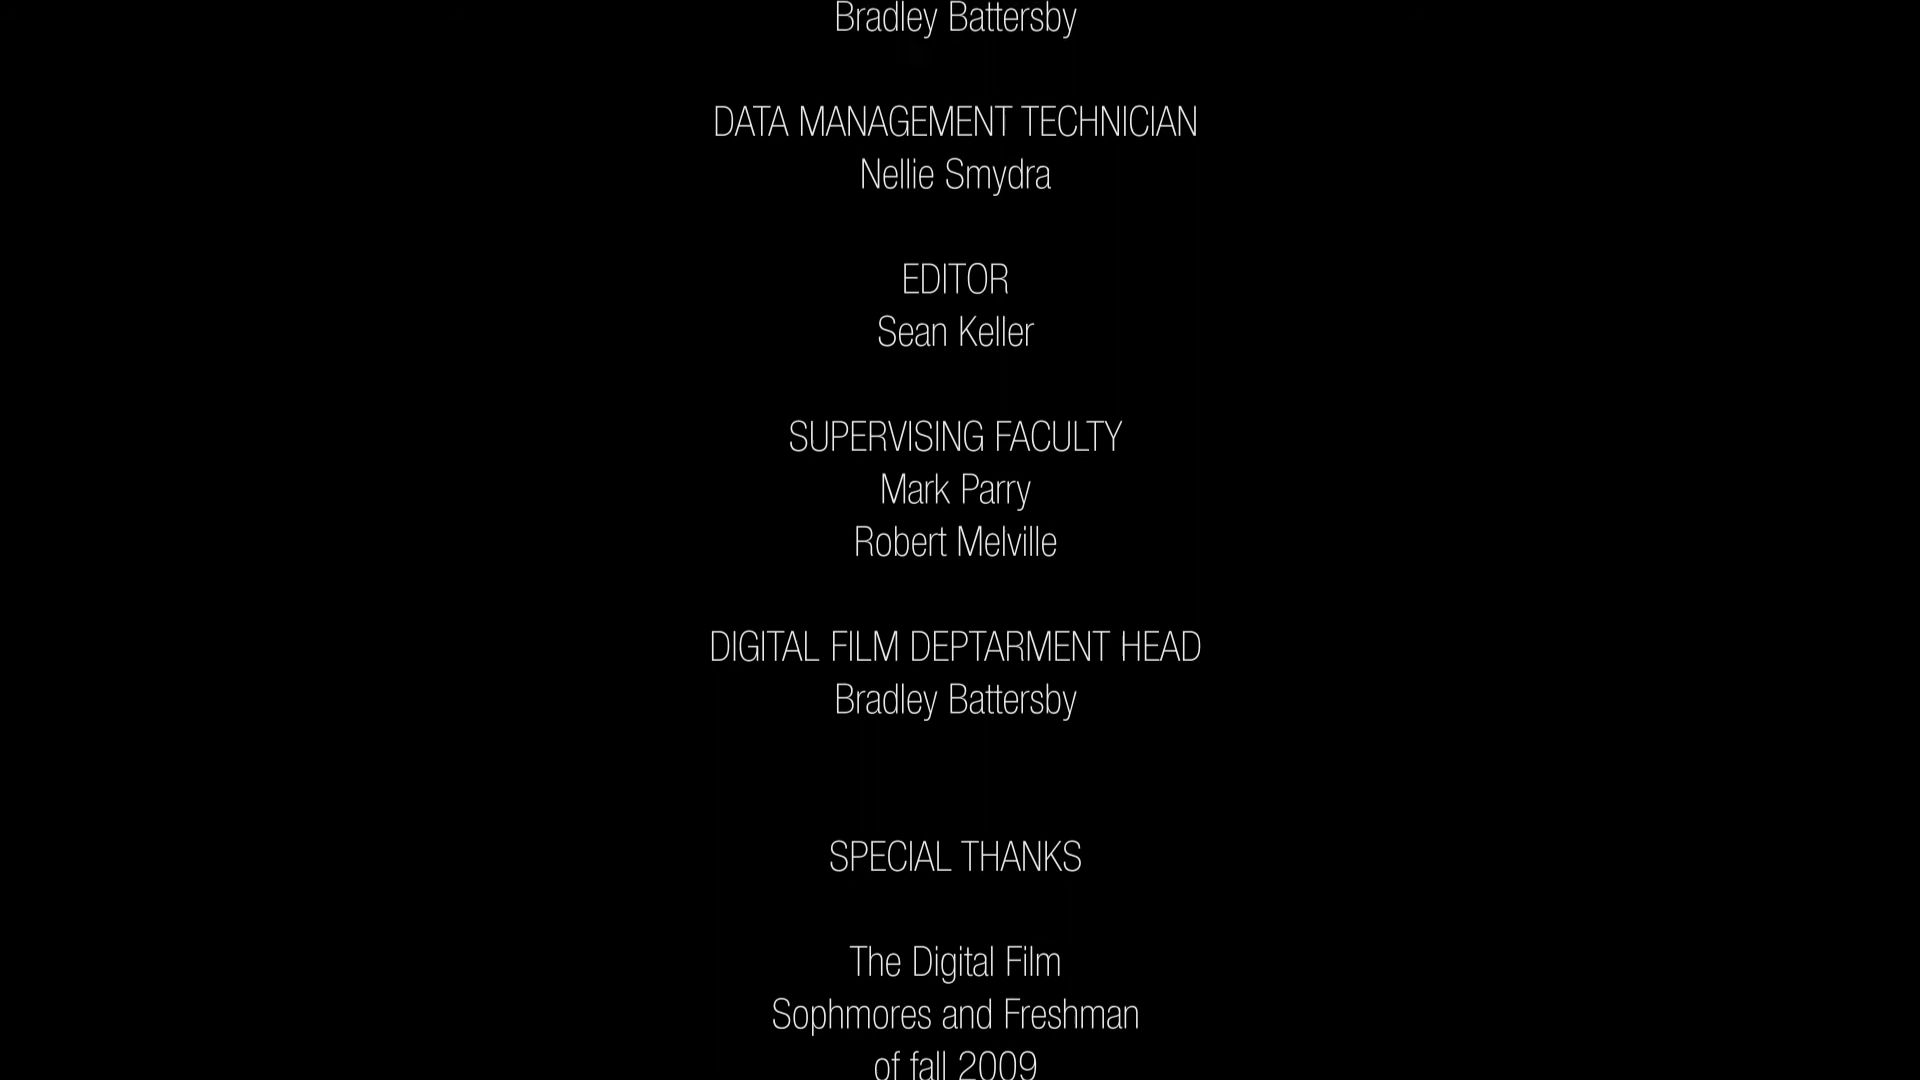 Bradley Battersby
DATA MANAGEMENT TECHNICIAN
Nellie Smydra
EDITOR
Sean Keller
SUPERVISING FACULTY
Mark Parry
Robert Melville
DIGITAL FILM DEPTARMENT HEAD
Bradley Battersby
SPECIAL THANKS
The Digital Film
Sophmores and Freshman
of fall 2009